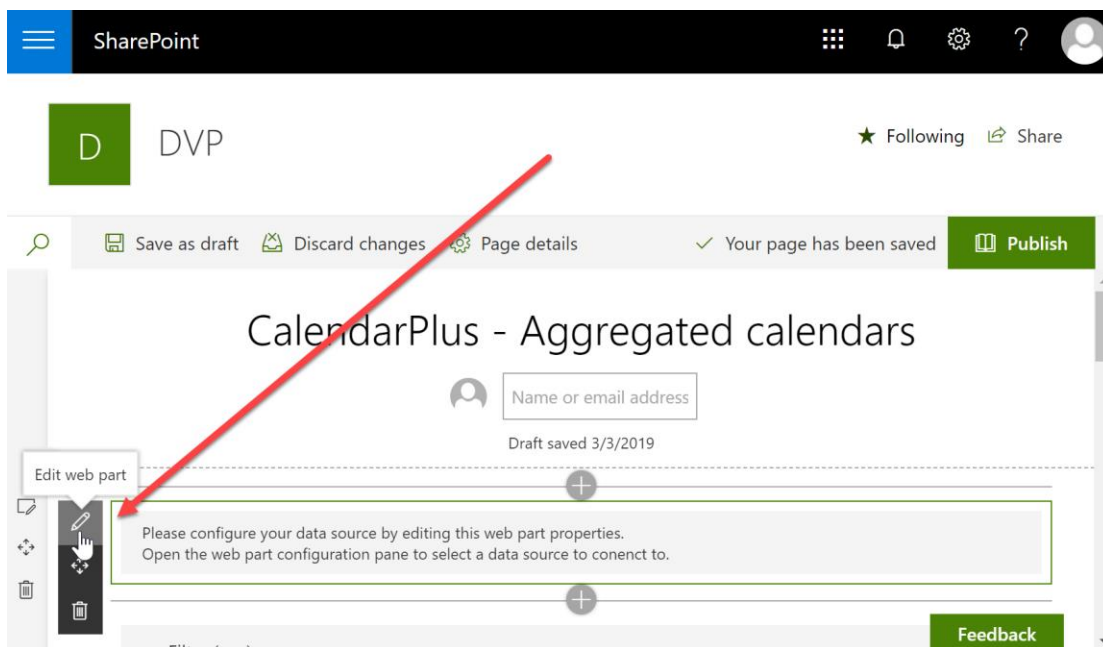 SharePoint
?
D
DVP
★ Following
Share
Save as draft
Discard changes
Page details
Your page has been saved
Publish
CalendarPlus - Aggregated calendars
Name or email address
Draft saved 3/3/2019
Edit web part
Please configure your data source by editing this web part properties.
Open the web part configuration pane to select a data source to conenct to.
Feedback